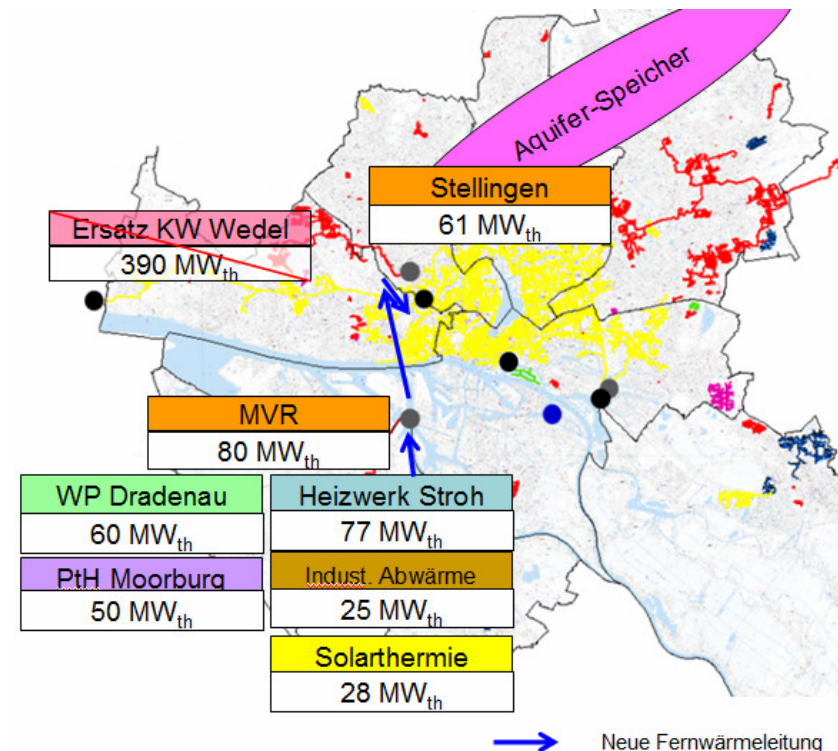 Aquifer-Speicher
Stellingen
61 MWth
Ersatz KW Wedel
390 MWth
MVR
80 MWth
WP Dradenau
60 MWth
Heizwerk Stroh
77 MWth
PtH Moorburg
50 MWth
Indust. Abwärme
25 MWth
Solarthermie
28 MWth
Neue Fernwärmeleitung